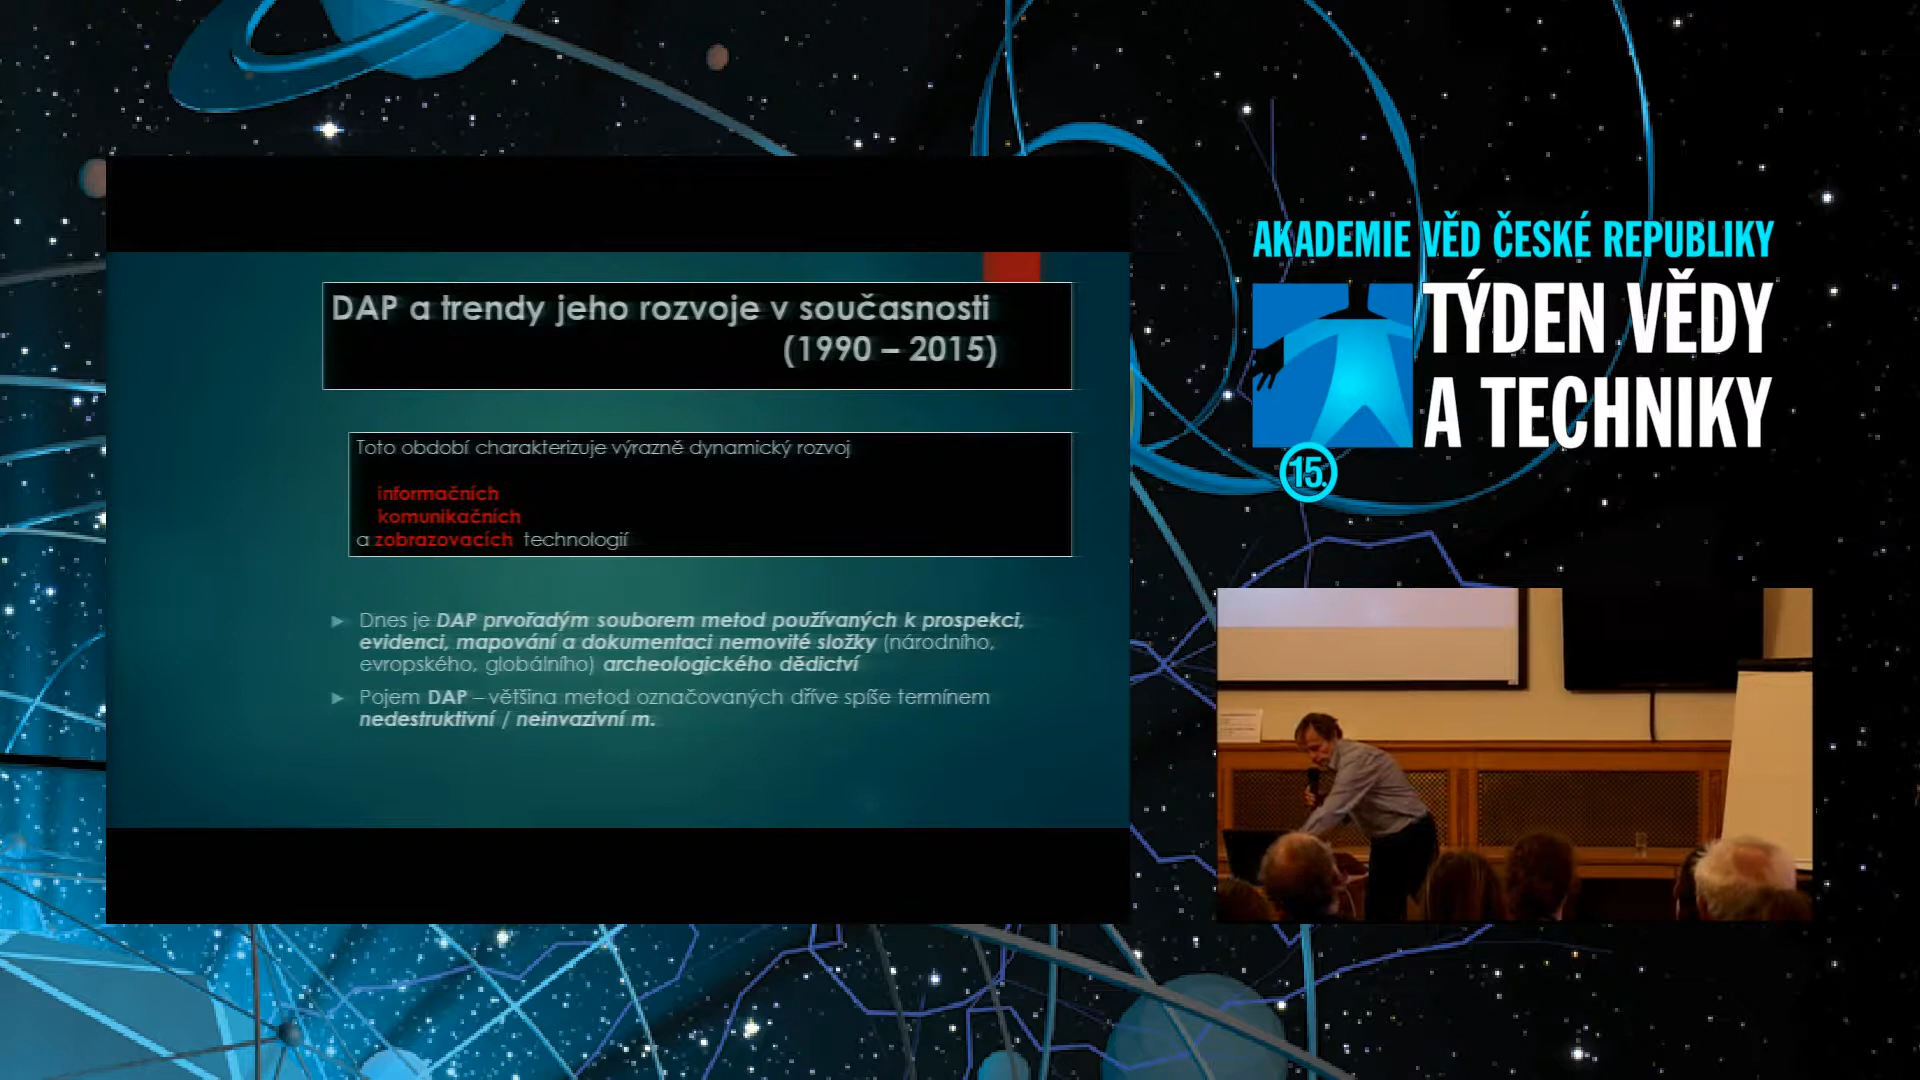 DAP a trendy jeho rozvoje v současnosti
(1990 – 2015)
Toto období charakterizuje výrazně dynamický rozvoj
informačních
komunikačních
a zobrazovacích technologií
Dnes je DAP prvořadým souborem metod používaných k prospekci,
evidenci, mapování a dokumentaci nemovité složky (národního,
evropského, globálního) archeologického dědictví
Pojem DAP – většina metod označovaných dříve spíše termínem
nedestruktivní / neinvazivní m.
AKADEMIE VĚD ČESKÉ REPUBLIKY
TÝDEN VĚDY
A TECHNIKY
15.